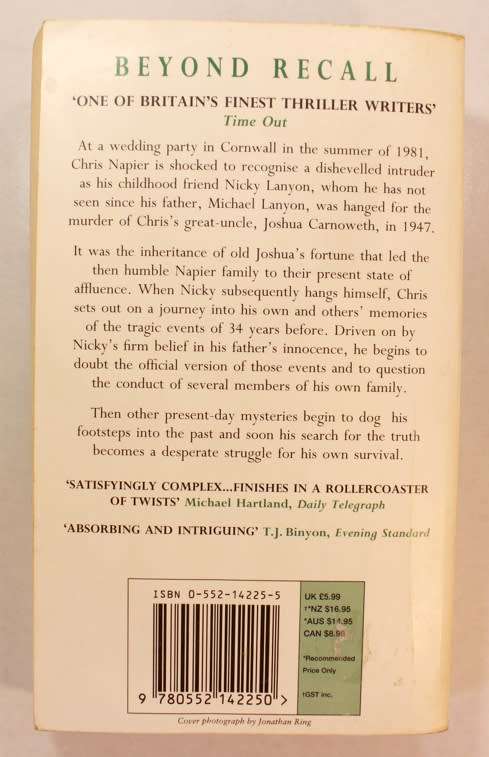 BEYOND RECALL
‘ONE OF BRITAIN’S FINEST THRILLER WRITERS’
Time Out
At a wedding party in Cornwall in the summer of 1981,
Chris Napier is shocked to recognise a dishevelled intruder
as his childhood friend Nicky Lanyon, whom he has not
seen since his father, Michael Lanyon, was hanged for the
murder of Chris’s great-uncle, Joshua Carnoweth, in 1947.
It was the inheritance of old Joshua’s fortune that led the
then humble Napier family to their present state of
affluence. When Nicky subsequently hangs himself, Chris
sets out on a journey into his own and others’ memories
of the tragic events of 34 years before. Driven on by
Nicky’s firm belief in his father’s innocence, he begins to
doubt the official version of those events and to question
the conduct of several members of his own family.
Then other present-day mysteries begin to dog his
footsteps into the past and soon his search for the truth
becomes a desperate struggle for his own survival.
‘SATISFYINGLY COMPLEX...FINISHES IN A ROLLERCOASTER
OF TWISTS’ Michael Hartland, Daily Telegraph
‘ABSORBING AND INTRIGUING’ T.J. Binyon, Evening Standard
ISBN 0-552-14225-5
9 780552 142250 >
UK £5.99
†*NZ $16.95
*AUS $14.95
CAN $8.98
*Recommended
Price Only
†GST inc.
Cover photograph by Jonathan Ring